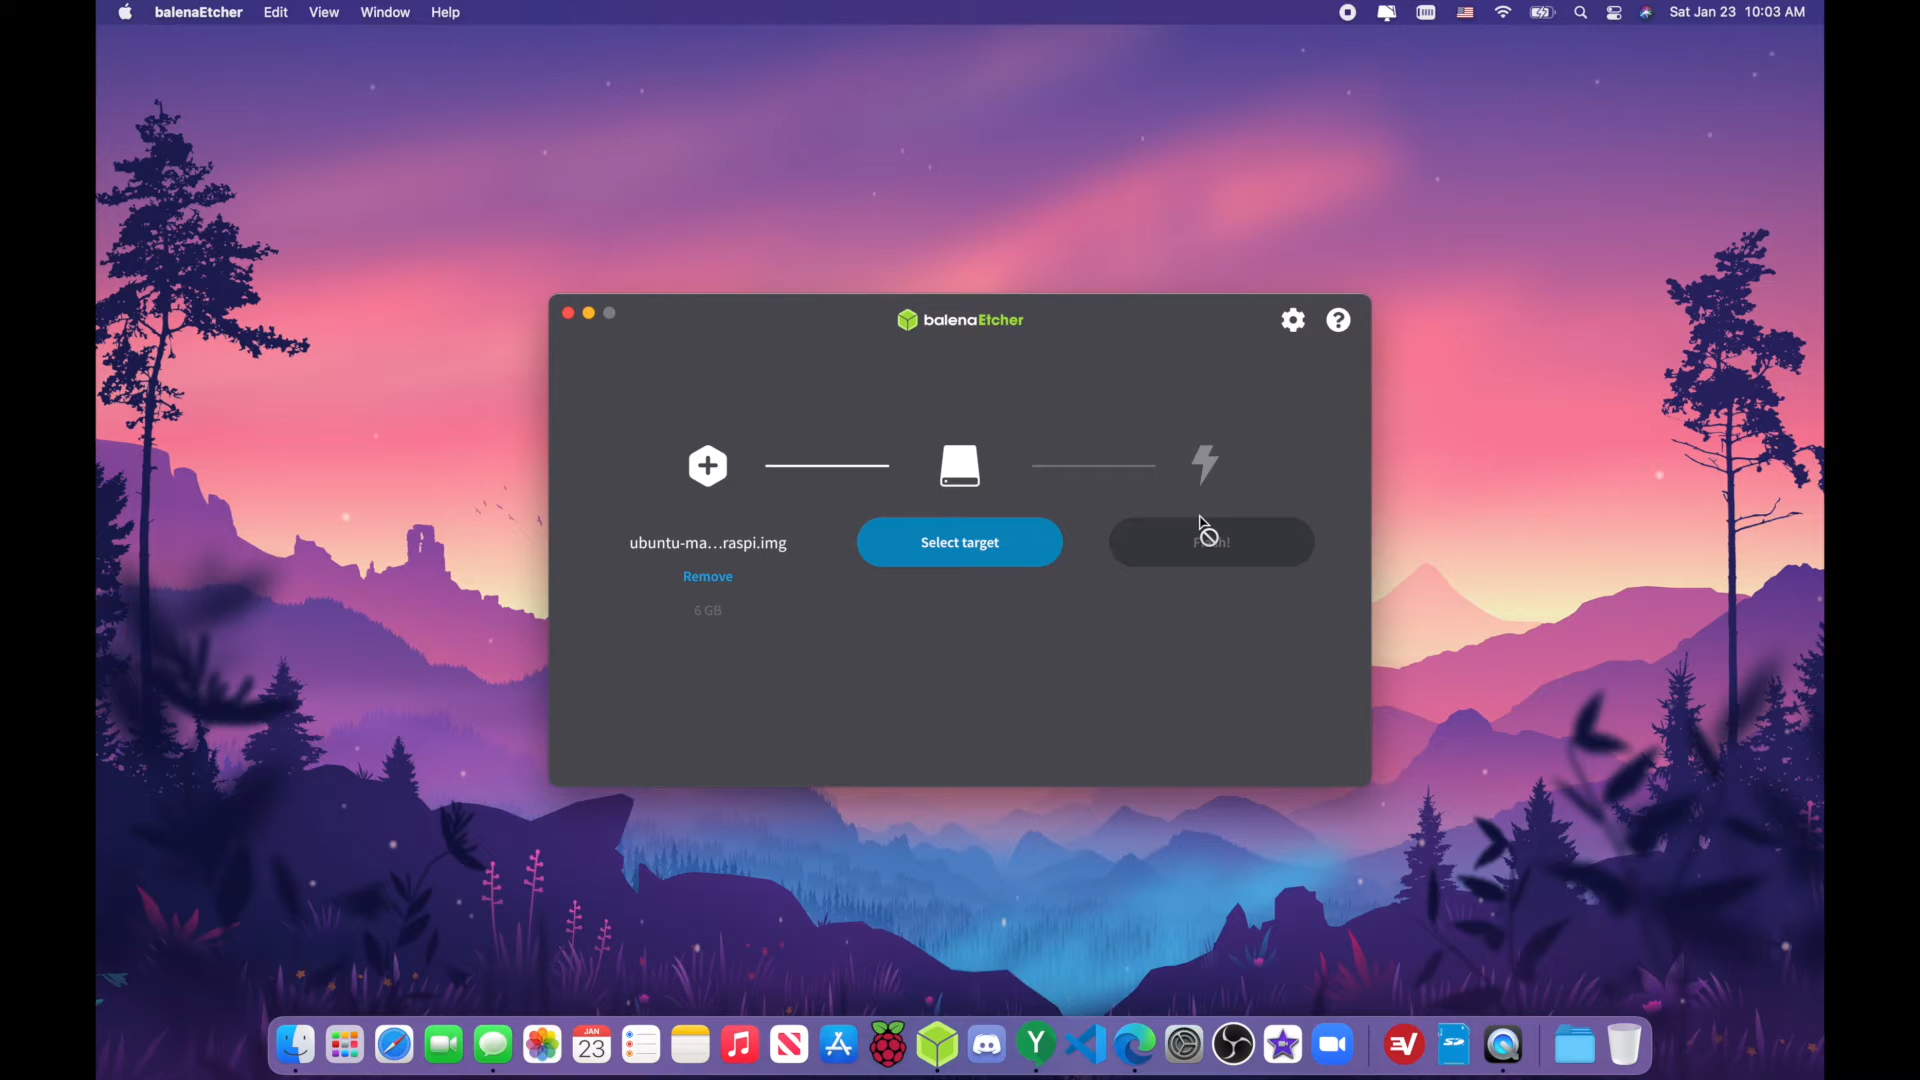 balenaEtcher Edit View Window Help Sat Jan 23 10:03 AM
balenaEtcher
ubuntu-ma...raspi.img
Select target
Remove
6 GB
JAN
23
Y
SD